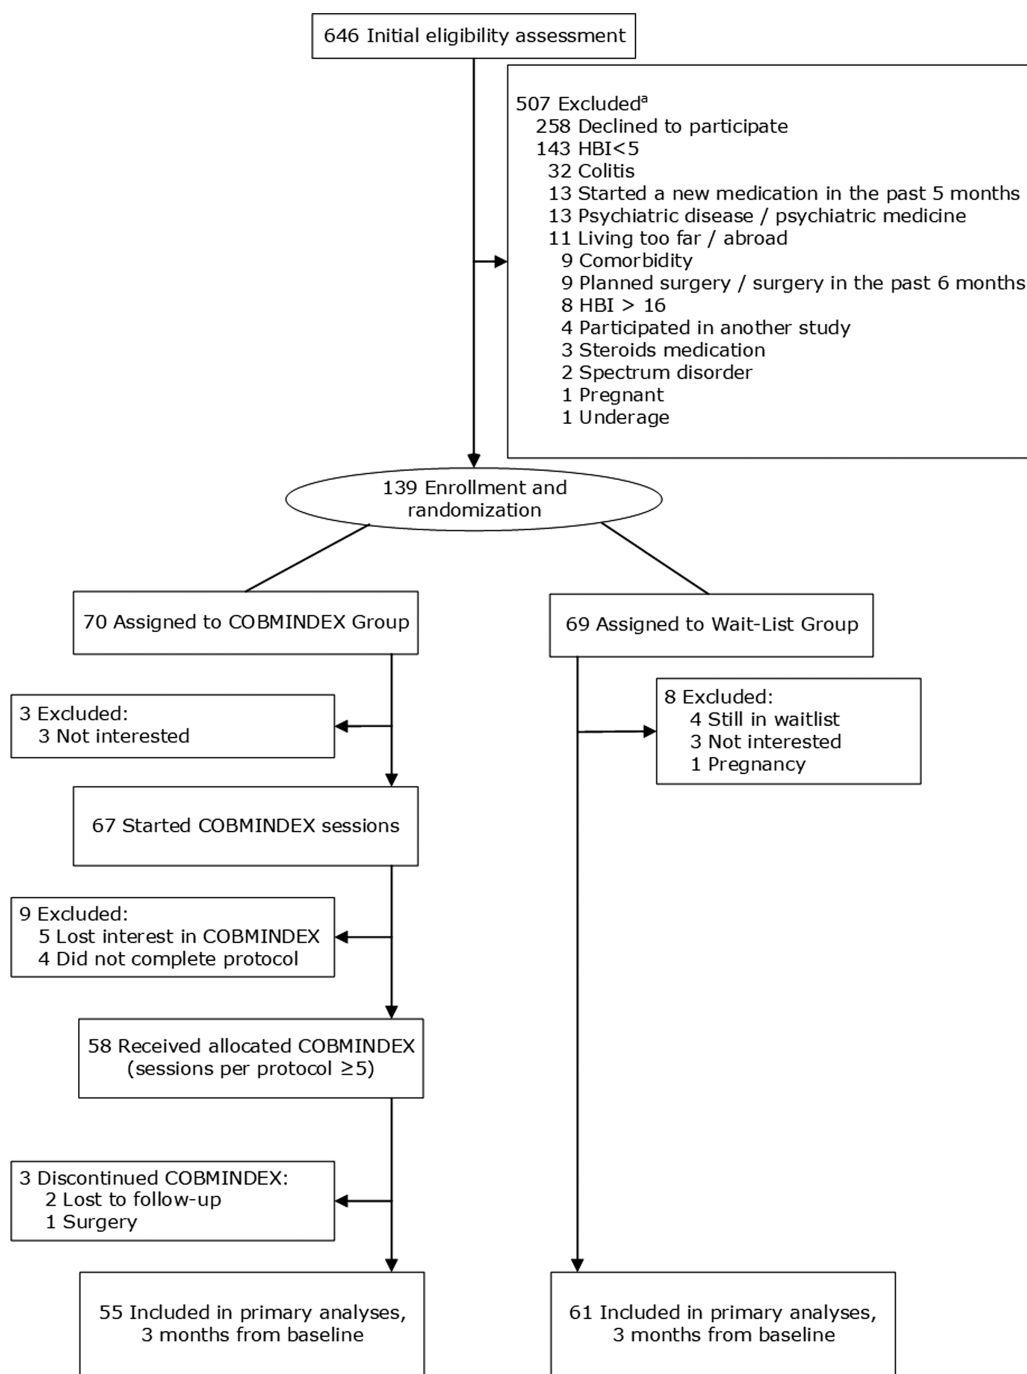 646 Initial eligibility assessment
507 Excludedᵃ
258 Declined to participate
143 HBI<5
32 Colitis
13 Started a new medication in the past 5 months
13 Psychiatric disease / psychiatric medicine
11 Living too far / abroad
9 Comorbidity
9 Planned surgery / surgery in the past 6 months
8 HBI > 16
4 Participated in another study
3 Steroids medication
2 Spectrum disorder
1 Pregnant
1 Underage
139 Enrollment and
randomization
70 Assigned to COBMINDEX Group
69 Assigned to Wait-List Group
3 Excluded:
3 Not interested
8 Excluded:
4 Still in waitlist
3 Not interested
1 Pregnancy
67 Started COBMINDEX sessions
9 Excluded:
5 Lost interest in COBMINDEX
4 Did not complete protocol
58 Received allocated COBMINDEX
(sessions per protocol ≥5)
3 Discontinued COBMINDEX:
2 Lost to follow-up
1 Surgery
55 Included in primary analyses,
3 months from baseline
61 Included in primary analyses,
3 months from baseline